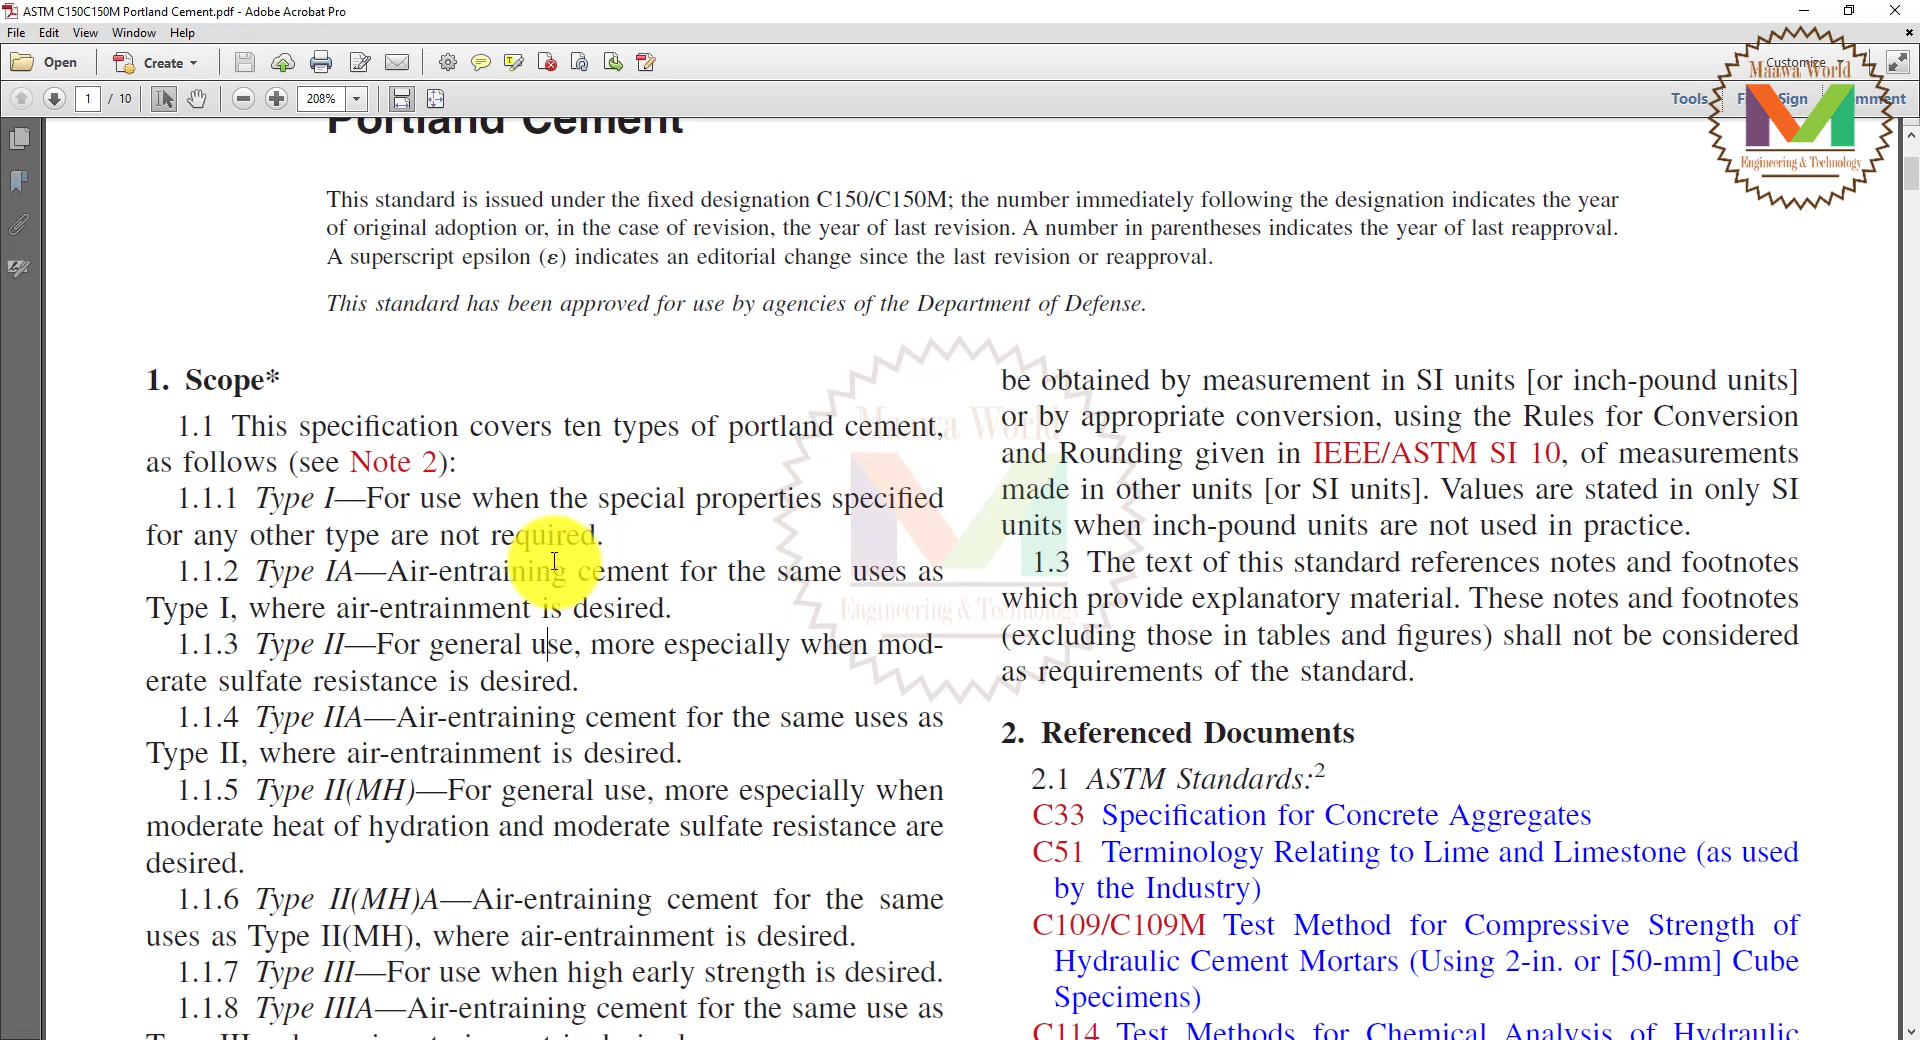 ASTM C150C150M Portland Cement.pdf - Adobe Acrobat Pro
File Edit View Window Help
Open Create Customize
1 / 10 208% Tools Sign
Maawa World
Engineering & Technology
Portland Cement
This standard is issued under the fixed designation C150/C150M; the number immediately following the designation indicates the year
of original adoption or, in the case of revision, the year of last revision. A number in parentheses indicates the year of last reapproval.
A superscript epsilon (ε) indicates an editorial change since the last revision or reapproval.
This standard has been approved for use by agencies of the Department of Defense.
1. Scope*
1.1 This specification covers ten types of portland cement,
as follows (see Note 2):
1.1.1 Type I—For use when the special properties specified
for any other type are not required.
1.1.2 Type IA—Air-entraining cement for the same uses as
Type I, where air-entrainment is desired.
1.1.3 Type II—For general use, more especially when mod-
erate sulfate resistance is desired.
1.1.4 Type IIA—Air-entraining cement for the same uses as
Type II, where air-entrainment is desired.
1.1.5 Type II(MH)—For general use, more especially when
moderate heat of hydration and moderate sulfate resistance are
desired.
1.1.6 Type II(MH)A—Air-entraining cement for the same
uses as Type II(MH), where air-entrainment is desired.
1.1.7 Type III—For use when high early strength is desired.
1.1.8 Type IIIA—Air-entraining cement for the same use as
be obtained by measurement in SI units [or inch-pound units]
or by appropriate conversion, using the Rules for Conversion
and Rounding given in IEEE/ASTM SI 10, of measurements
made in other units [or SI units]. Values are stated in only SI
units when inch-pound units are not used in practice.
1.3 The text of this standard references notes and footnotes
which provide explanatory material. These notes and footnotes
(excluding those in tables and figures) shall not be considered
as requirements of the standard.
2. Referenced Documents
2.1 ASTM Standards:2
C33 Specification for Concrete Aggregates
C51 Terminology Relating to Lime and Limestone (as used
by the Industry)
C109/C109M Test Method for Compressive Strength of
Hydraulic Cement Mortars (Using 2-in. or [50-mm] Cube
Specimens)
C114 Test Methods for Chemical Analysis of Hydraulic
Maawa World
Engineering & Technology